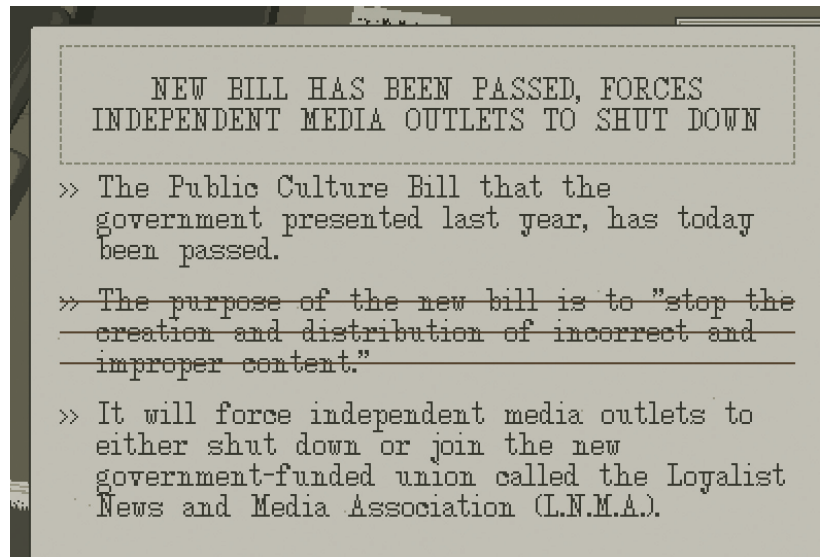 NEW BILL HAS BEEN PASSED, FORCES
INDEPENDENT MEDIA OUTLETS TO SHUT DOWN
>> The Public Culture Bill that the
government presented last year, has today
been passed.
>> The purpose of the new bill is to "stop the
creation and distribution of incorrect and
improper content."
>> It will force independent media outlets to
either shut down or join the new
government-funded union called the Loyalist
News and Media Association (L.N.M.A.).